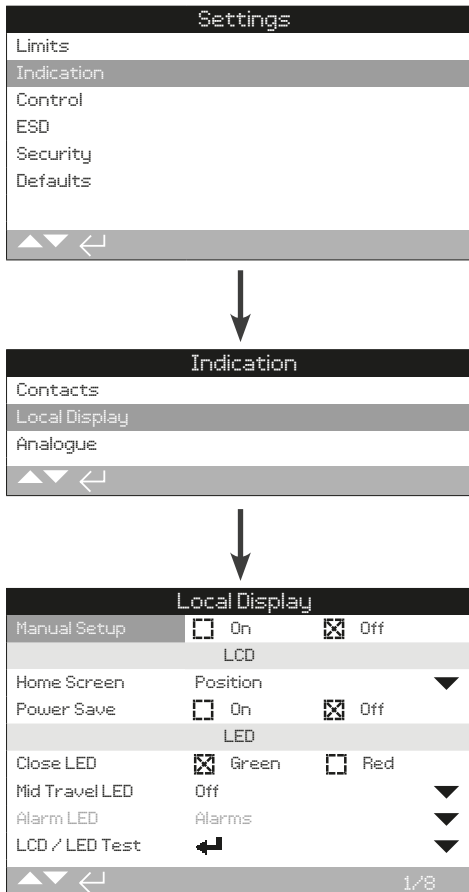 Settings
Limits
Indication
Control
ESD
Security
Defaults
Indication
Contacts
Local Display
Analogue
Local Display
Manual Setup On Off
LCD
Home Screen Position
Power Save On Off
LED
Close LED Green Red
Mid Travel LED Off
Alarm LED Alarms
LCD / LED Test
1/8